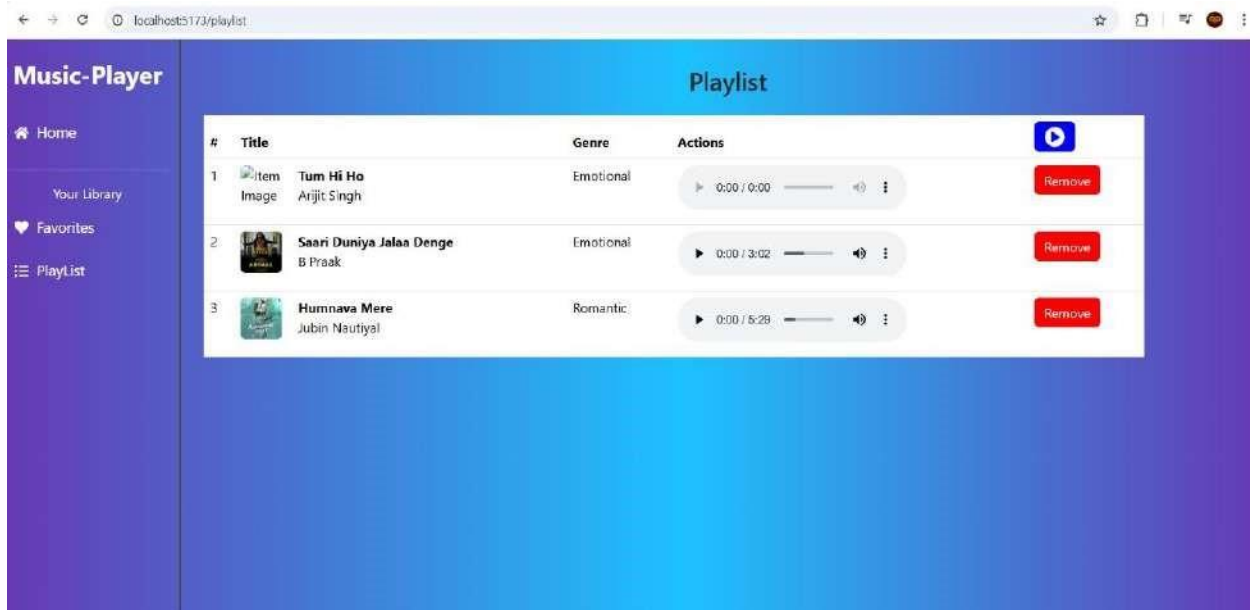 localhost:5173/playlist
Music-Player
Playlist
Home
Your Library
Favorites
PlayList
# Title Genre Actions
1 Item Image Tum Hi Ho Emotional 0:00 / 0:00 Remove
Arijit Singh
2 Saari Duniya Jalaa Denge Emotional 0:00 / 3:02 Remove
B Praak
3 Humnava Mere Romantic 0:00 / 5:29 Remove
Jubin Nautiyal